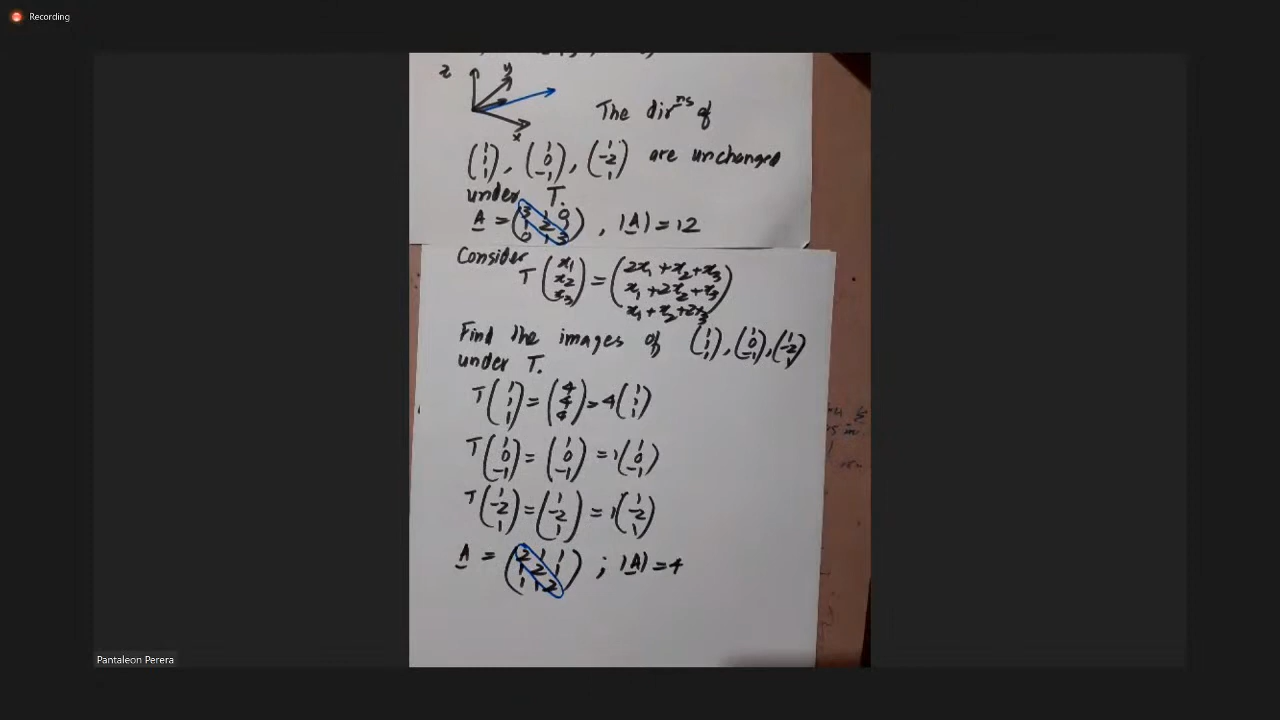 Recording
z
y
x
The dir^ns of
(1 1 1), (1 0 -1), (1 -2 1) are unchanged
under T.
A = (3 1 0 / 1 2 1 / 0 1 3), |A| = 12
Consider
T (x1 x2 x3) = (2x1 + x2 + x3 / x1 + 2x2 + x3 / x1 + x2 + 2x3)
Find the images of (1 1 1), (1 0 -1), (1 -2 1)
under T.
T (1 1 1) = (4 4 4) = 4 (1 1 1)
T (1 0 -1) = (1 0 -1) = 1 (1 0 -1)
T (1 -2 1) = (1 -2 1) = 1 (1 -2 1)
A = (2 1 1 / 1 2 1 / 1 1 2) ; |A| = 4
Pantaleon Perera